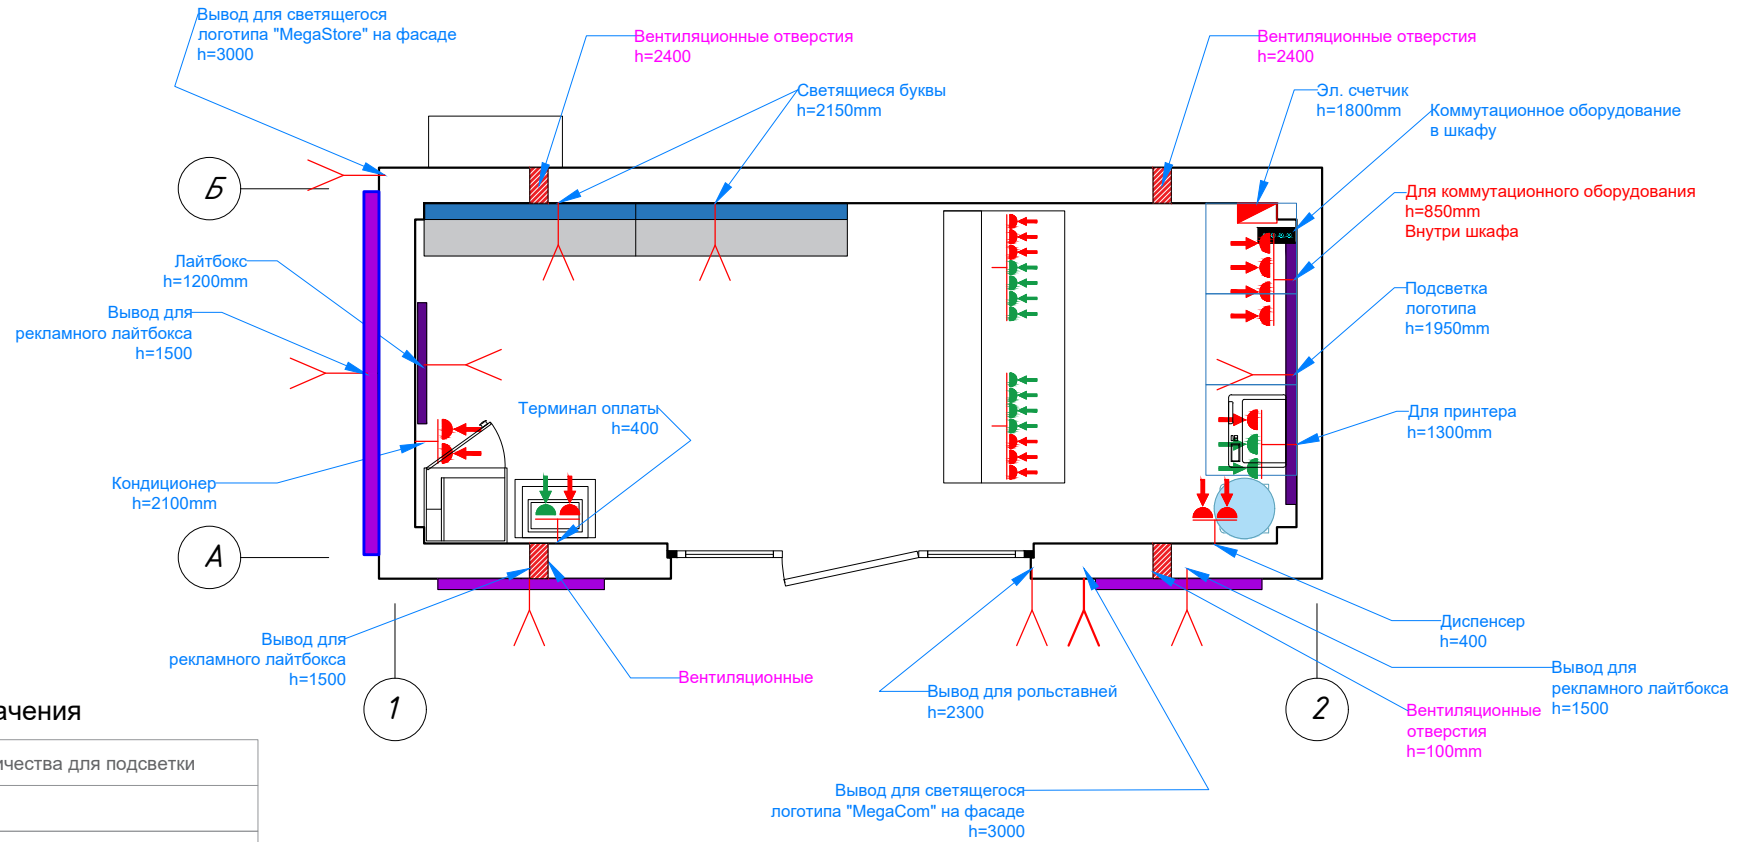 Вывод для светящегося
логотипа "MegaStore" на фасаде
h=3000
Вентиляционные отверстия
h=2400
Вентиляционные отверстия
h=2400
Светящиеся буквы
h=2150mm
Эл. счетчик
h=1800mm
Коммутационное оборудование
в шкафу
Б
Для коммутационного оборудования
h=850mm
Внутри шкафа
Лайтбокс
h=1200mm
Вывод для
рекламного лайтбокса
h=1500
Подсветка
логотипа
h=1950mm
Терминал оплаты
h=400
Для принтера
h=1300mm
Кондиционер
h=2100mm
А
Вывод для
рекламного лайтбокса
h=1500
Вентиляционные
Вывод для рольставней
h=2300
Диспенсер
h=400
Вывод для
рекламного лайтбокса
h=1500
Вентиляционные
отверстия
h=100mm
1
2
ачения
ичества для подсветки
Вывод для светящегося
логотипа "MegaCom" на фасаде
h=3000